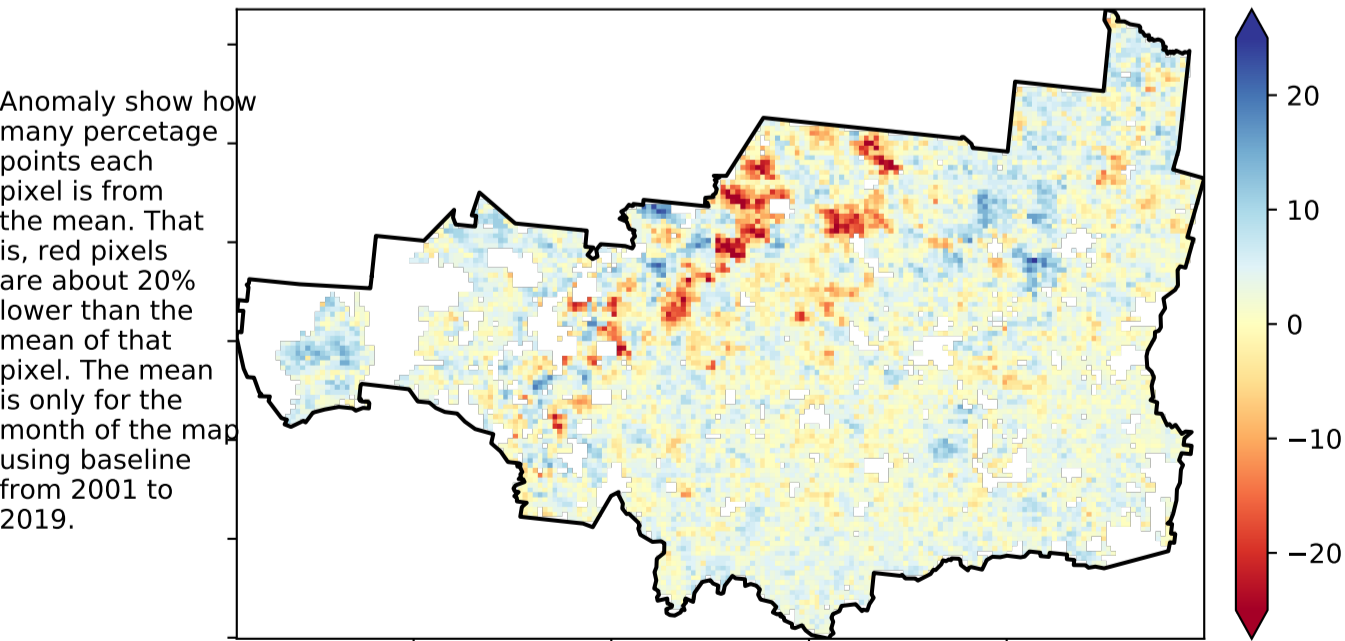 Anomaly show how
many percetage
points each
pixel is from
the mean. That
is, red pixels
are about 20%
lower than the
mean of that
pixel. The mean
is only for the
month of the map
using baseline
from 2001 to
2019.
20
10
0
−10
−20